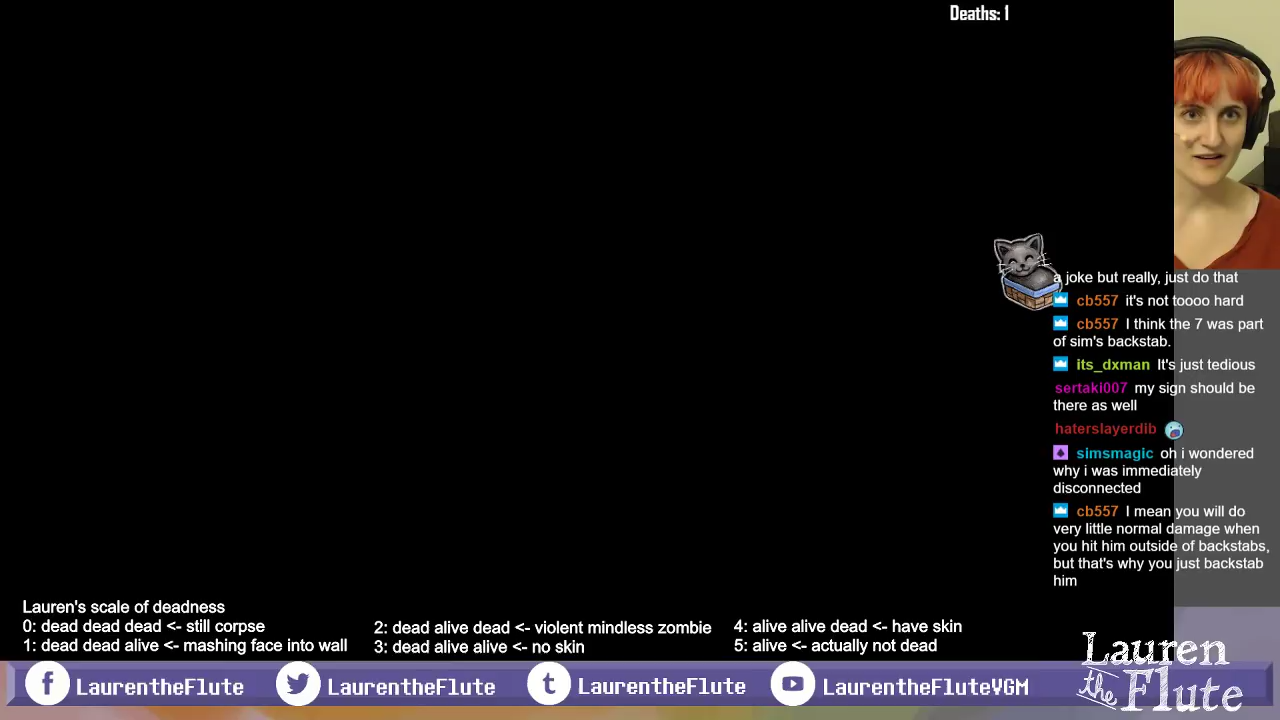 Deaths: 1
a joke but really, just do that
cb557 it's not toooo hard
cb557 I think the 7 was part
of sim's backstab.
its_dxman It's just tedious
sertaki007 my sign should be
there as well
haterslayerdib
simsmagic oh i wondered
why i was immediately
disconnected
cb557 I mean you will do
very little normal damage when
you hit him outside of backstabs,
but that's why you just backstab
him
Lauren's scale of deadness
0: dead dead dead <- still corpse
1: dead dead alive <- mashing face into wall
2: dead alive dead <- violent mindless zombie
3: dead alive alive <- no skin
4: alive alive dead <- have skin
5: alive <- actually not dead
LaurentheFlute
LaurentheFlute
LaurentheFlute
LaurentheFluteVGM
Lauren
the
Flute